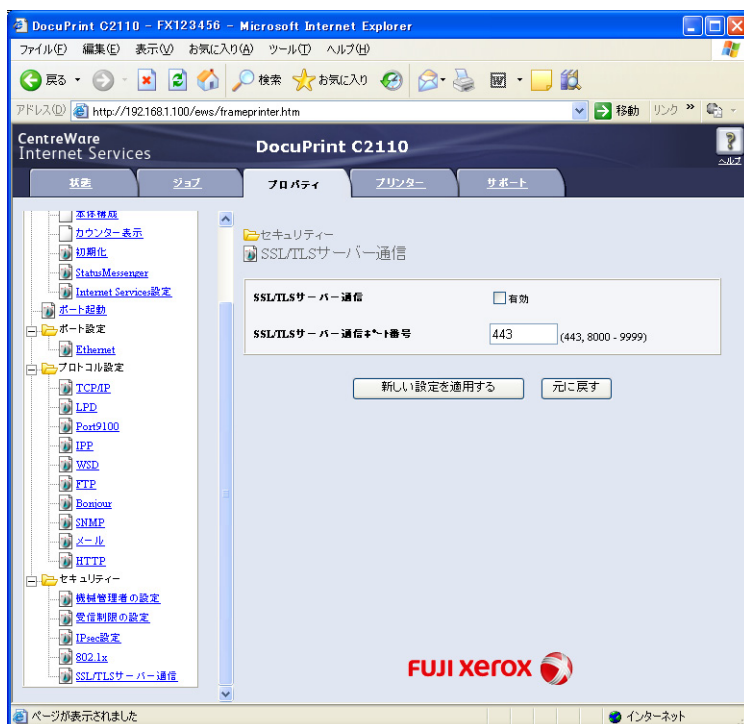 DocuPrint C2110 - FX123456 - Microsoft Internet Explorer
ファイル(F) 編集(E) 表示(V) お気に入り(A) ツール(T) ヘルプ(H)
戻る 検索 お気に入り
アドレス(D) http://192.168.1.100/ews/frameprinter.htm 移動 リンク »
CentreWare
Internet Services
DocuPrint C2110
ヘルプ
状態 ジョブ プロパティ プリンター サポート
本体構成
カウンター表示
初期化
StatusMessenger
Internet Services設定
ポート起動
ポート設定
Ethernet
プロトコル設定
TCP/IP
LPD
Port9100
IPP
WSD
FTP
Bonjour
SNMP
メール
HTTP
セキュリティー
機械管理者の設定
受信制限の設定
IPsec設定
802.1x
SSL/TLSサーバー通信
セキュリティー
SSL/TLSサーバー通信
SSL/TLSサーバー通信 有効
SSL/TLSサーバー通信ポート番号 443 (443, 8000 - 9999)
新しい設定を適用する 元に戻す
FUJI xerox
ページが表示されました インターネット